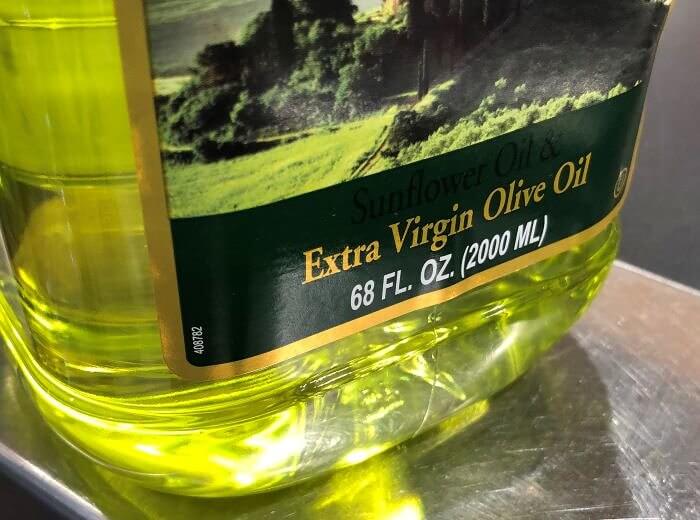 Sunflower Oil &
Extra Virgin Olive Oil
68 FL. OZ. (2000 ML)
408782